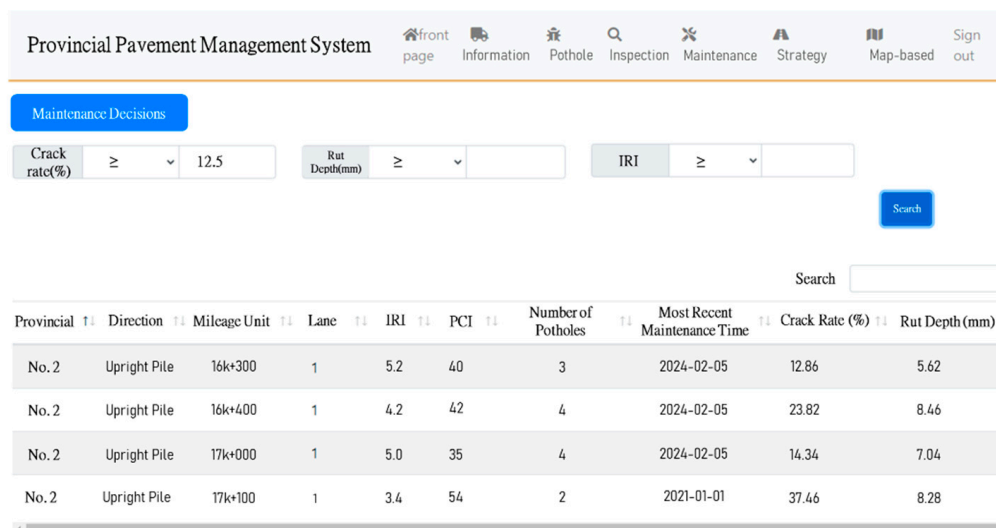 Provincial Pavement Management System
front page Information Pothole Inspection Maintenance Strategy Map-based Sign out
Maintenance Decisions
Crack rate(%) ≥ 12.5 Rut Depth(mm) ≥ IRI ≥
Search
Search
Provincial Direction Mileage Unit Lane IRI PCI Number of Potholes Most Recent Maintenance Time Crack Rate (%) Rut Depth (mm)
No. 2 Upright Pile 16k+300 1 5.2 40 3 2024-02-05 12.86 5.62
No. 2 Upright Pile 16k+400 1 4.2 42 4 2024-02-05 23.82 8.46
No. 2 Upright Pile 17k+000 1 5.0 35 4 2024-02-05 14.34 7.04
No. 2 Upright Pile 17k+100 1 3.4 54 2 2021-01-01 37.46 8.28